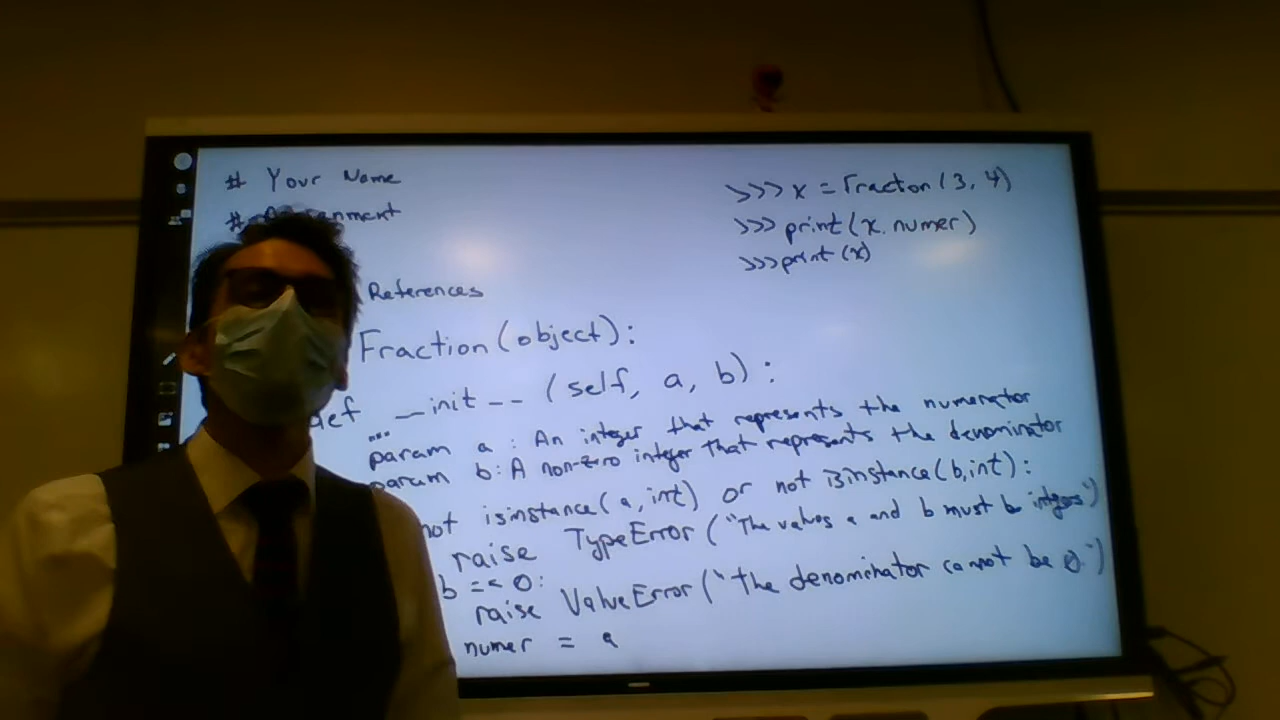 # Your Name
#
References
Fraction(object):
def __init__(self, a, b):
"""
param a: An integer that represents the numerator
param b: A non-zero integer that represents the denominator
not isinstance(a, int) or not isinstance(b, int):
raise TypeError("The values a and b must be integers")
b == 0:
raise ValueError("The denominator cannot be 0")
numer = a
>>> x = Fracton(3, 4)
>>> print(x.numer)
>>> print(x)